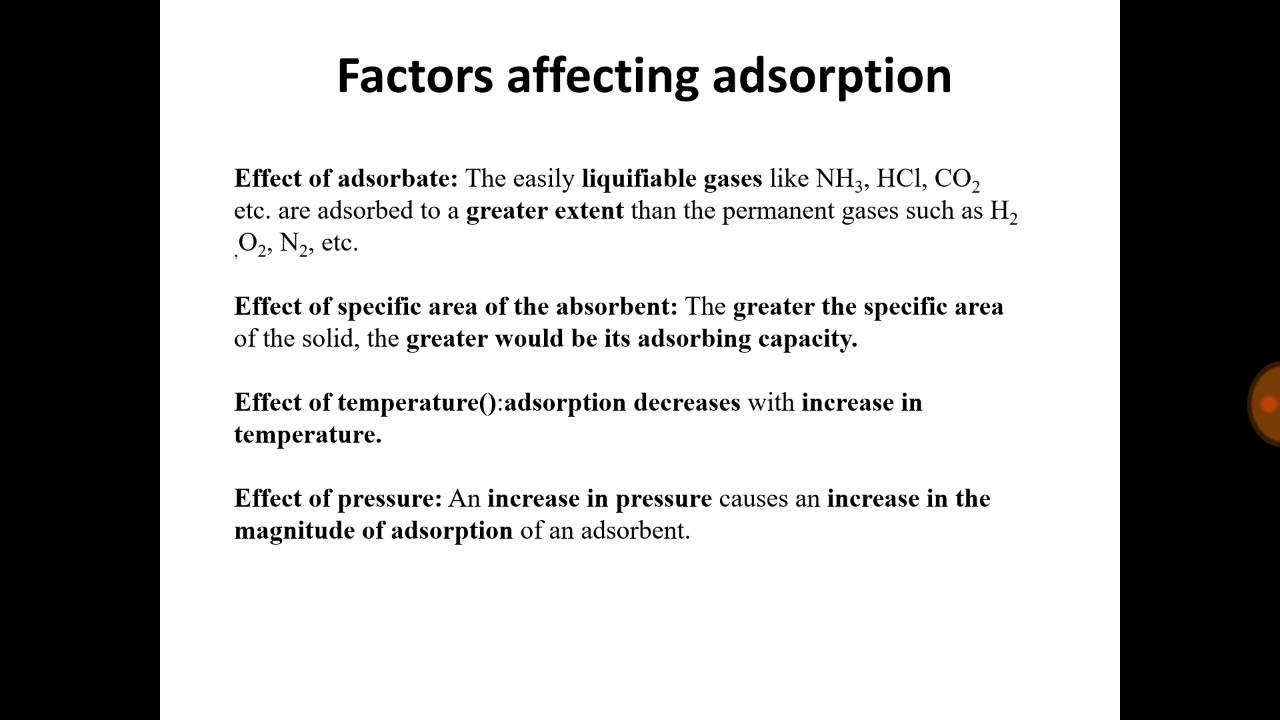 Factors affecting adsorption
Effect of adsorbate: The easily liquifiable gases like NH₃, HCl, CO₂
etc. are adsorbed to a greater extent than the permanent gases such as H₂
,O₂, N₂, etc.
Effect of specific area of the absorbent: The greater the specific area
of the solid, the greater would be its adsorbing capacity.
Effect of temperature():adsorption decreases with increase in
temperature.
Effect of pressure: An increase in pressure causes an increase in the
magnitude of adsorption of an adsorbent.